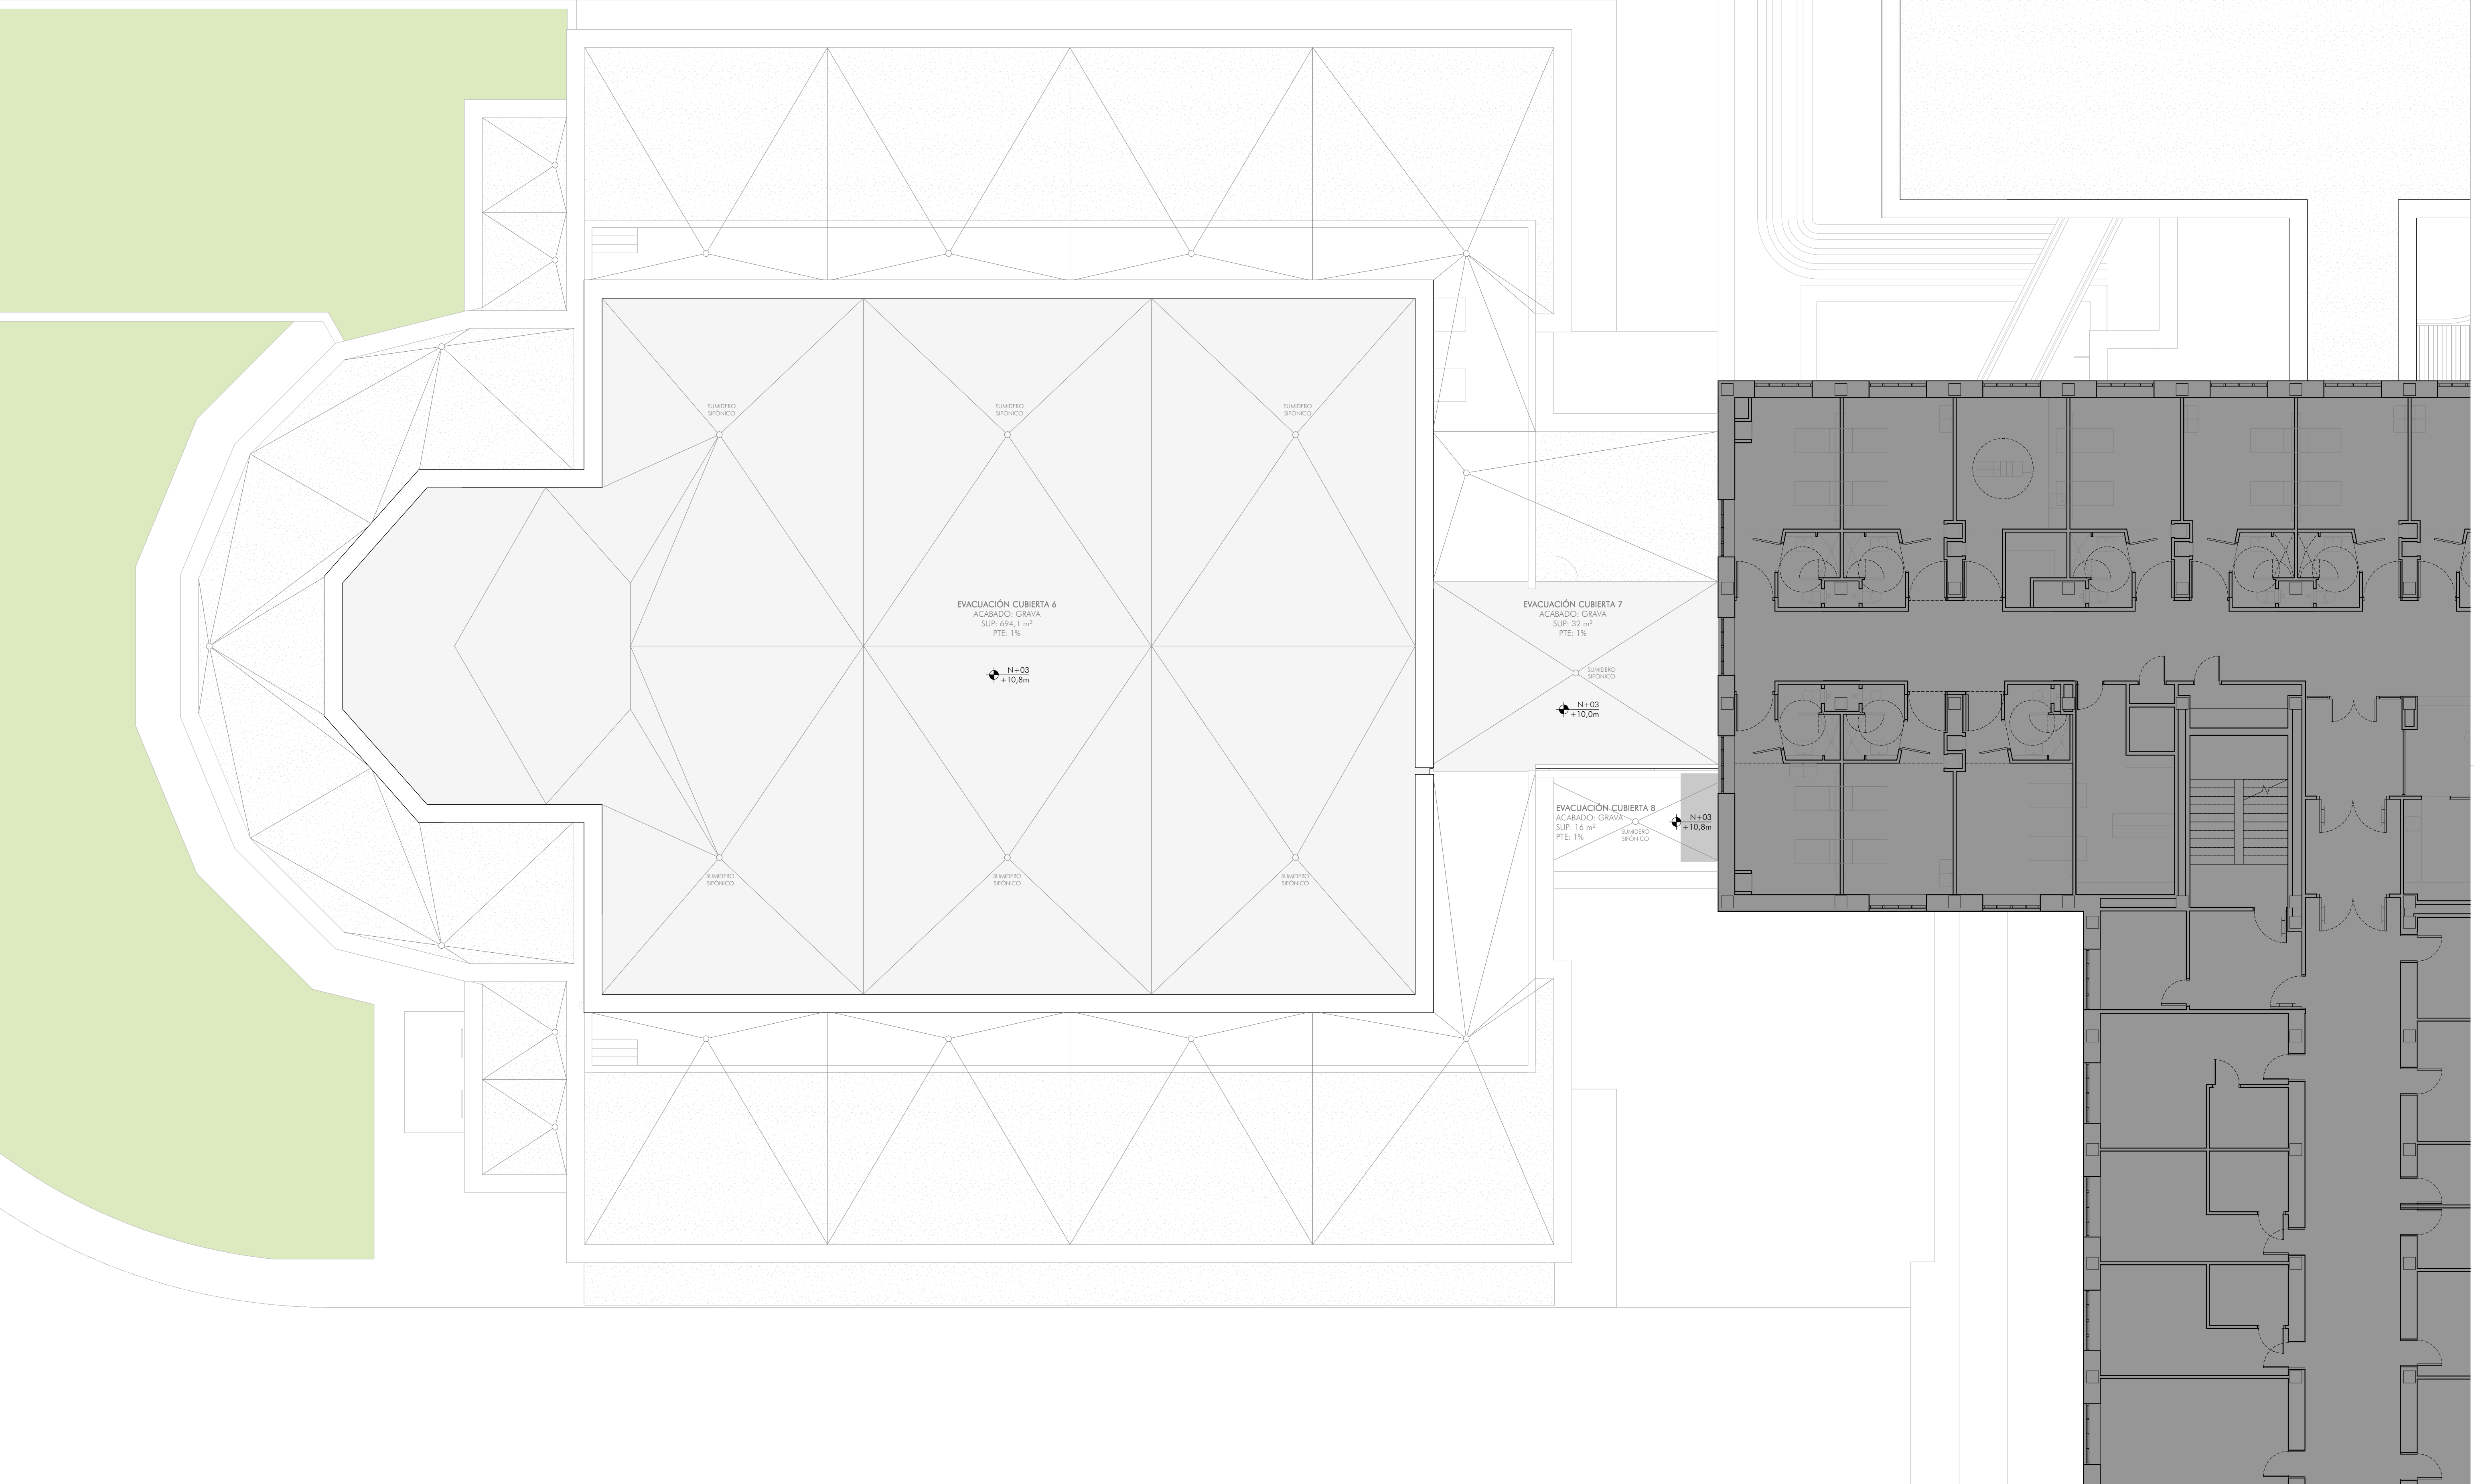 SUMIDERO
SIFÓNICO
SUMIDERO
SIFÓNICO
SUMIDERO
SIFÓNICO
EVACUACIÓN CUBIERTA 6
ACABADO: GRAVA
SUP: 694,1 m²
PTE: 1%
N+03
+10,8m
EVACUACIÓN CUBIERTA 7
ACABADO: GRAVA
SUP: 32 m²
PTE: 1%
SUMIDERO
SIFÓNICO
N+03
+10,0m
EVACUACIÓN CUBIERTA 8
ACABADO: GRAVA
SUP: 16 m²
PTE: 1%
SUMIDERO
SIFÓNICO
N+03
+10,8m
SUMIDERO
SIFÓNICO
SUMIDERO
SIFÓNICO
SUMIDERO
SIFÓNICO